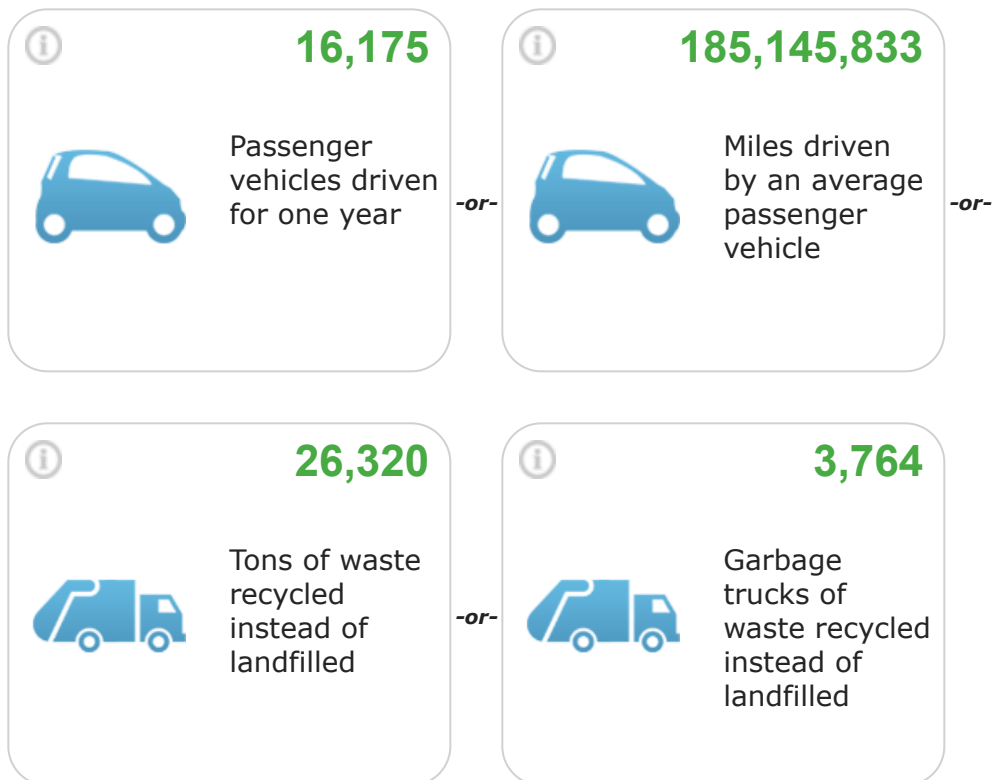 16,175
Passenger
vehicles driven
for one year
-or-
185,145,833
Miles driven
by an average
passenger
vehicle
-or-
26,320
Tons of waste
recycled
instead of
landfilled
-or-
3,764
Garbage
trucks of
waste recycled
instead of
landfilled